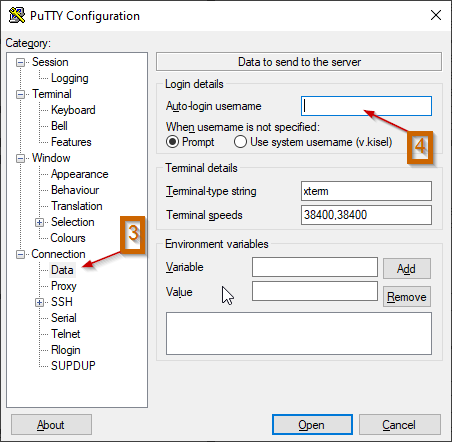 PuTTY Configuration
Category:
Session
Logging
Terminal
Keyboard
Bell
Features
Window
Appearance
Behaviour
Translation
Selection
Colours
Connection
Data
Proxy
SSH
Serial
Telnet
Rlogin
SUPDUP
3
Data to send to the server
Login details
Auto-login username
4
When username is not specified:
Prompt Use system username (v.kisel)
Terminal details
Terminal-type string xterm
Terminal speeds 38400,38400
Environment variables
Variable Add
Value Remove
About Open Cancel